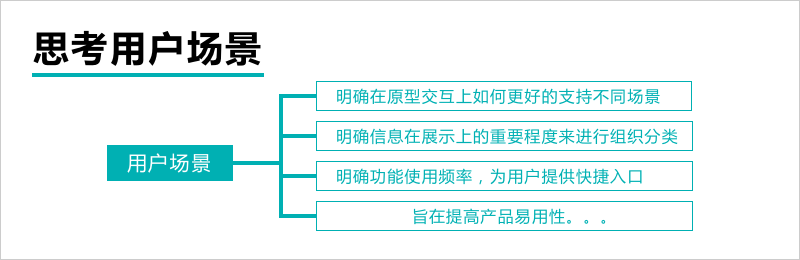 思考用户场景
明确在原型交互上如何更好的支持不同场景
明确信息在展示上的重要程度来进行组织分类
用户场景
明确功能使用频率，为用户提供快捷入口
旨在提高产品易用性。。。